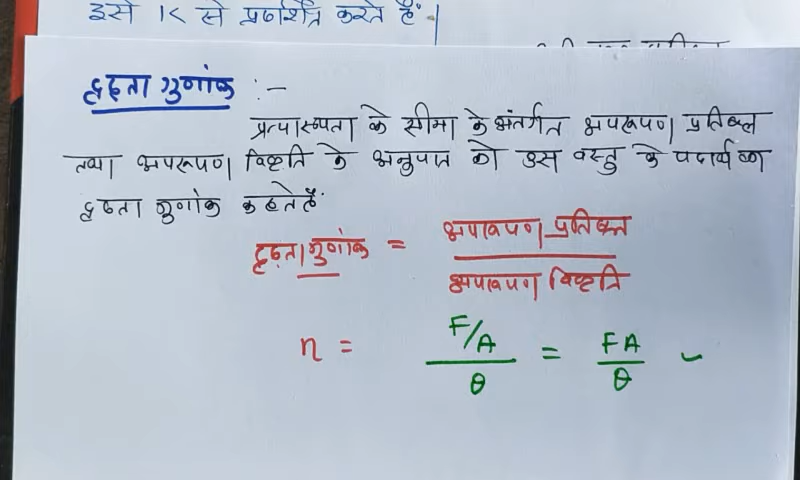 इसे K से प्रदर्शित करते हैं|
दृढ़ता गुणांक :-
प्रत्यास्थता के सीमा के अंतर्गत अपरूपण प्रतिबल
तथा अपरूपण विकृति के अनुपात को उस वस्तु के पदार्थ का
दृढ़ता गुणांक कहते हैं.
दृढ़ता गुणांक = अपरूपण प्रतिबल
अपरूपण विकृति
n = F/A / θ = FA / θ